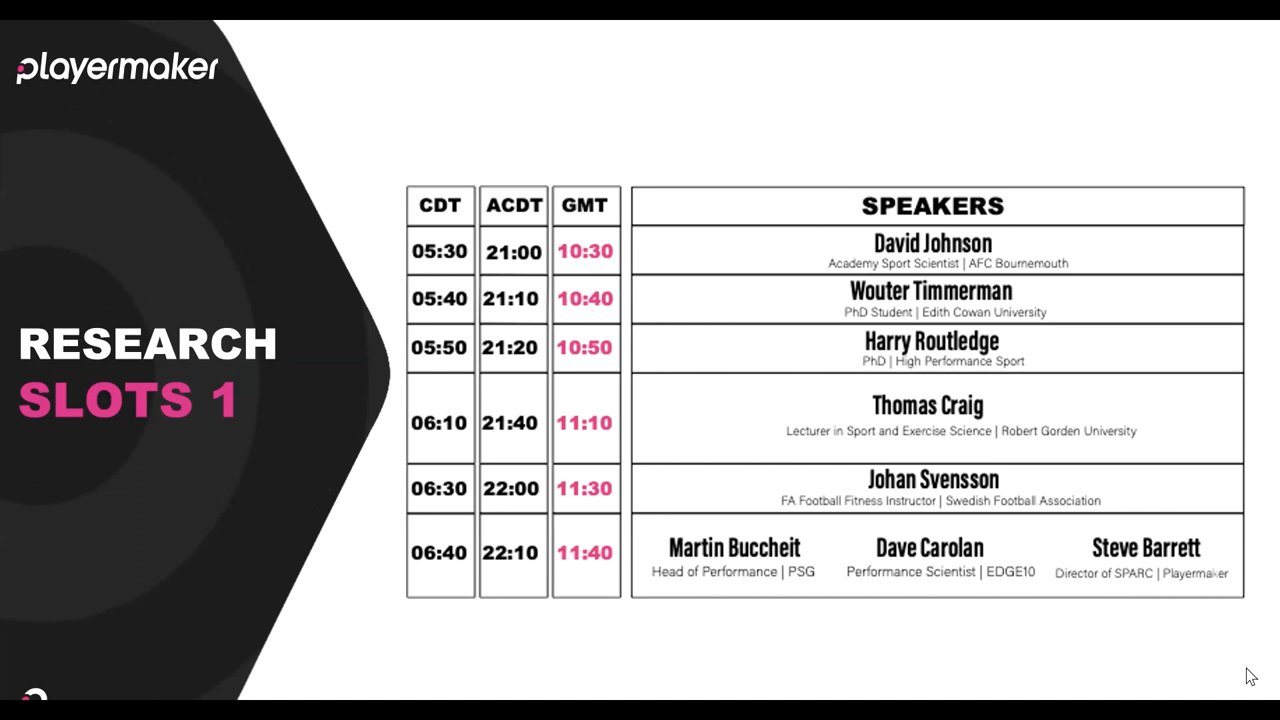 playermaker
RESEARCH
SLOTS 1
CDT ACDT GMT SPEAKERS
05:30 21:00 10:30 David Johnson
Academy Sport Scientist | AFC Bournemouth
05:40 21:10 10:40 Wouter Timmerman
PhD Student | Edith Cowan University
05:50 21:20 10:50 Harry Routledge
PhD | High Performance Sport
06:10 21:40 11:10 Thomas Craig
Lecturer in Sport and Exercise Science | Robert Gorden University
06:30 22:00 11:30 Johan Svensson
FA Football Fitness Instructor | Swedish Football Association
06:40 22:10 11:40 Martin Buccheit Dave Carolan Steve Barrett
Head of Performance | PSG Performance Scientist | EDGE10 Director of SPARC | Playermaker